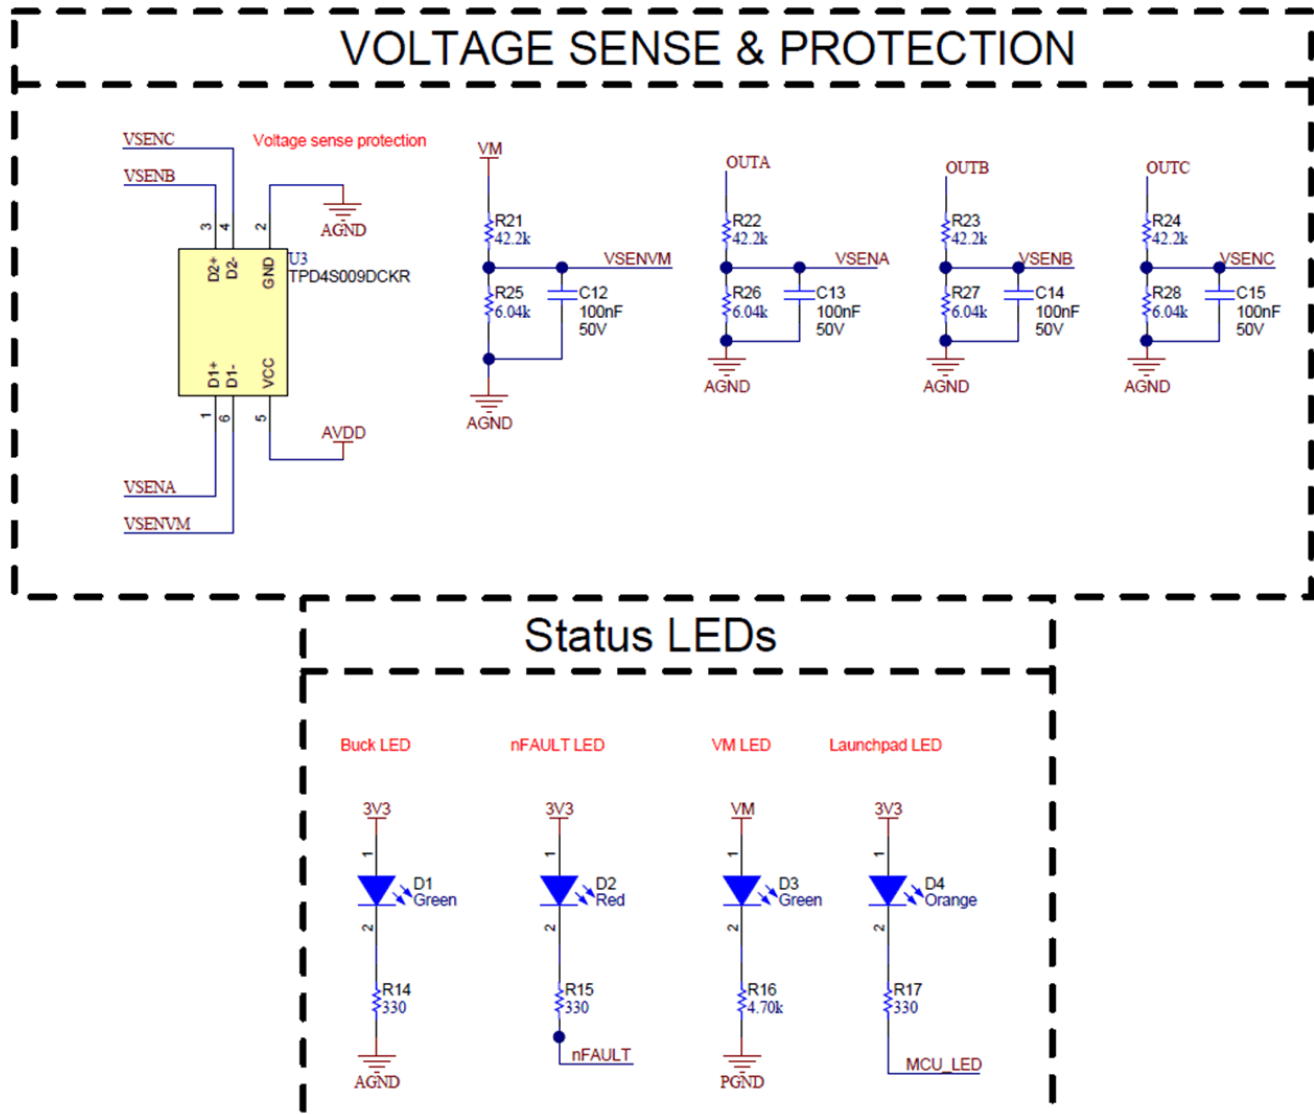 VOLTAGE SENSE & PROTECTION
VSENC
Voltage sense protection
VSENB
3
4
2
AGND
D2+
D2-
GND
U3
TPD4S009DCKR
D1+
D1-
VCC
1
6
5
AVDD
VSENA
VSENVM
VM
R21
42.2k
VSENVM
R25
6.04k
C12
100nF
50V
AGND
OUTA
R22
42.2k
VSENA
R26
6.04k
C13
100nF
50V
AGND
OUTB
R23
42.2k
VSENB
R27
6.04k
C14
100nF
50V
AGND
OUTC
R24
42.2k
VSENC
R28
6.04k
C15
100nF
50V
AGND
Status LEDs
Buck LED
3V3
1
D1
Green
2
R14
330
AGND
nFAULT LED
3V3
1
D2
Red
2
R15
330
nFAULT
VM LED
VM
1
D3
Green
2
R16
4.70k
PGND
Launchpad LED
3V3
1
D4
Orange
2
R17
330
MCU_LED